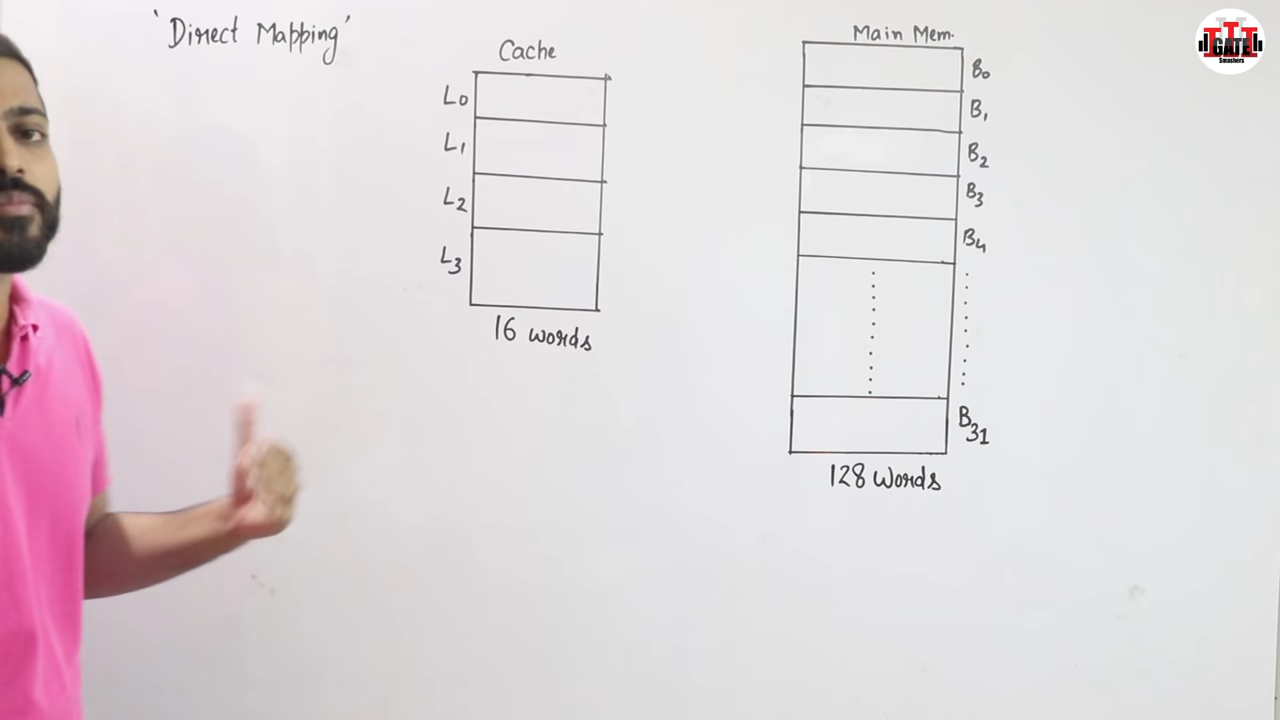 'Direct Mapping'
Cache
L0
L1
L2
L3
16 words
Main Mem.
B0
B1
B2
B3
B4
B31
128 Words
GATE
Smashers